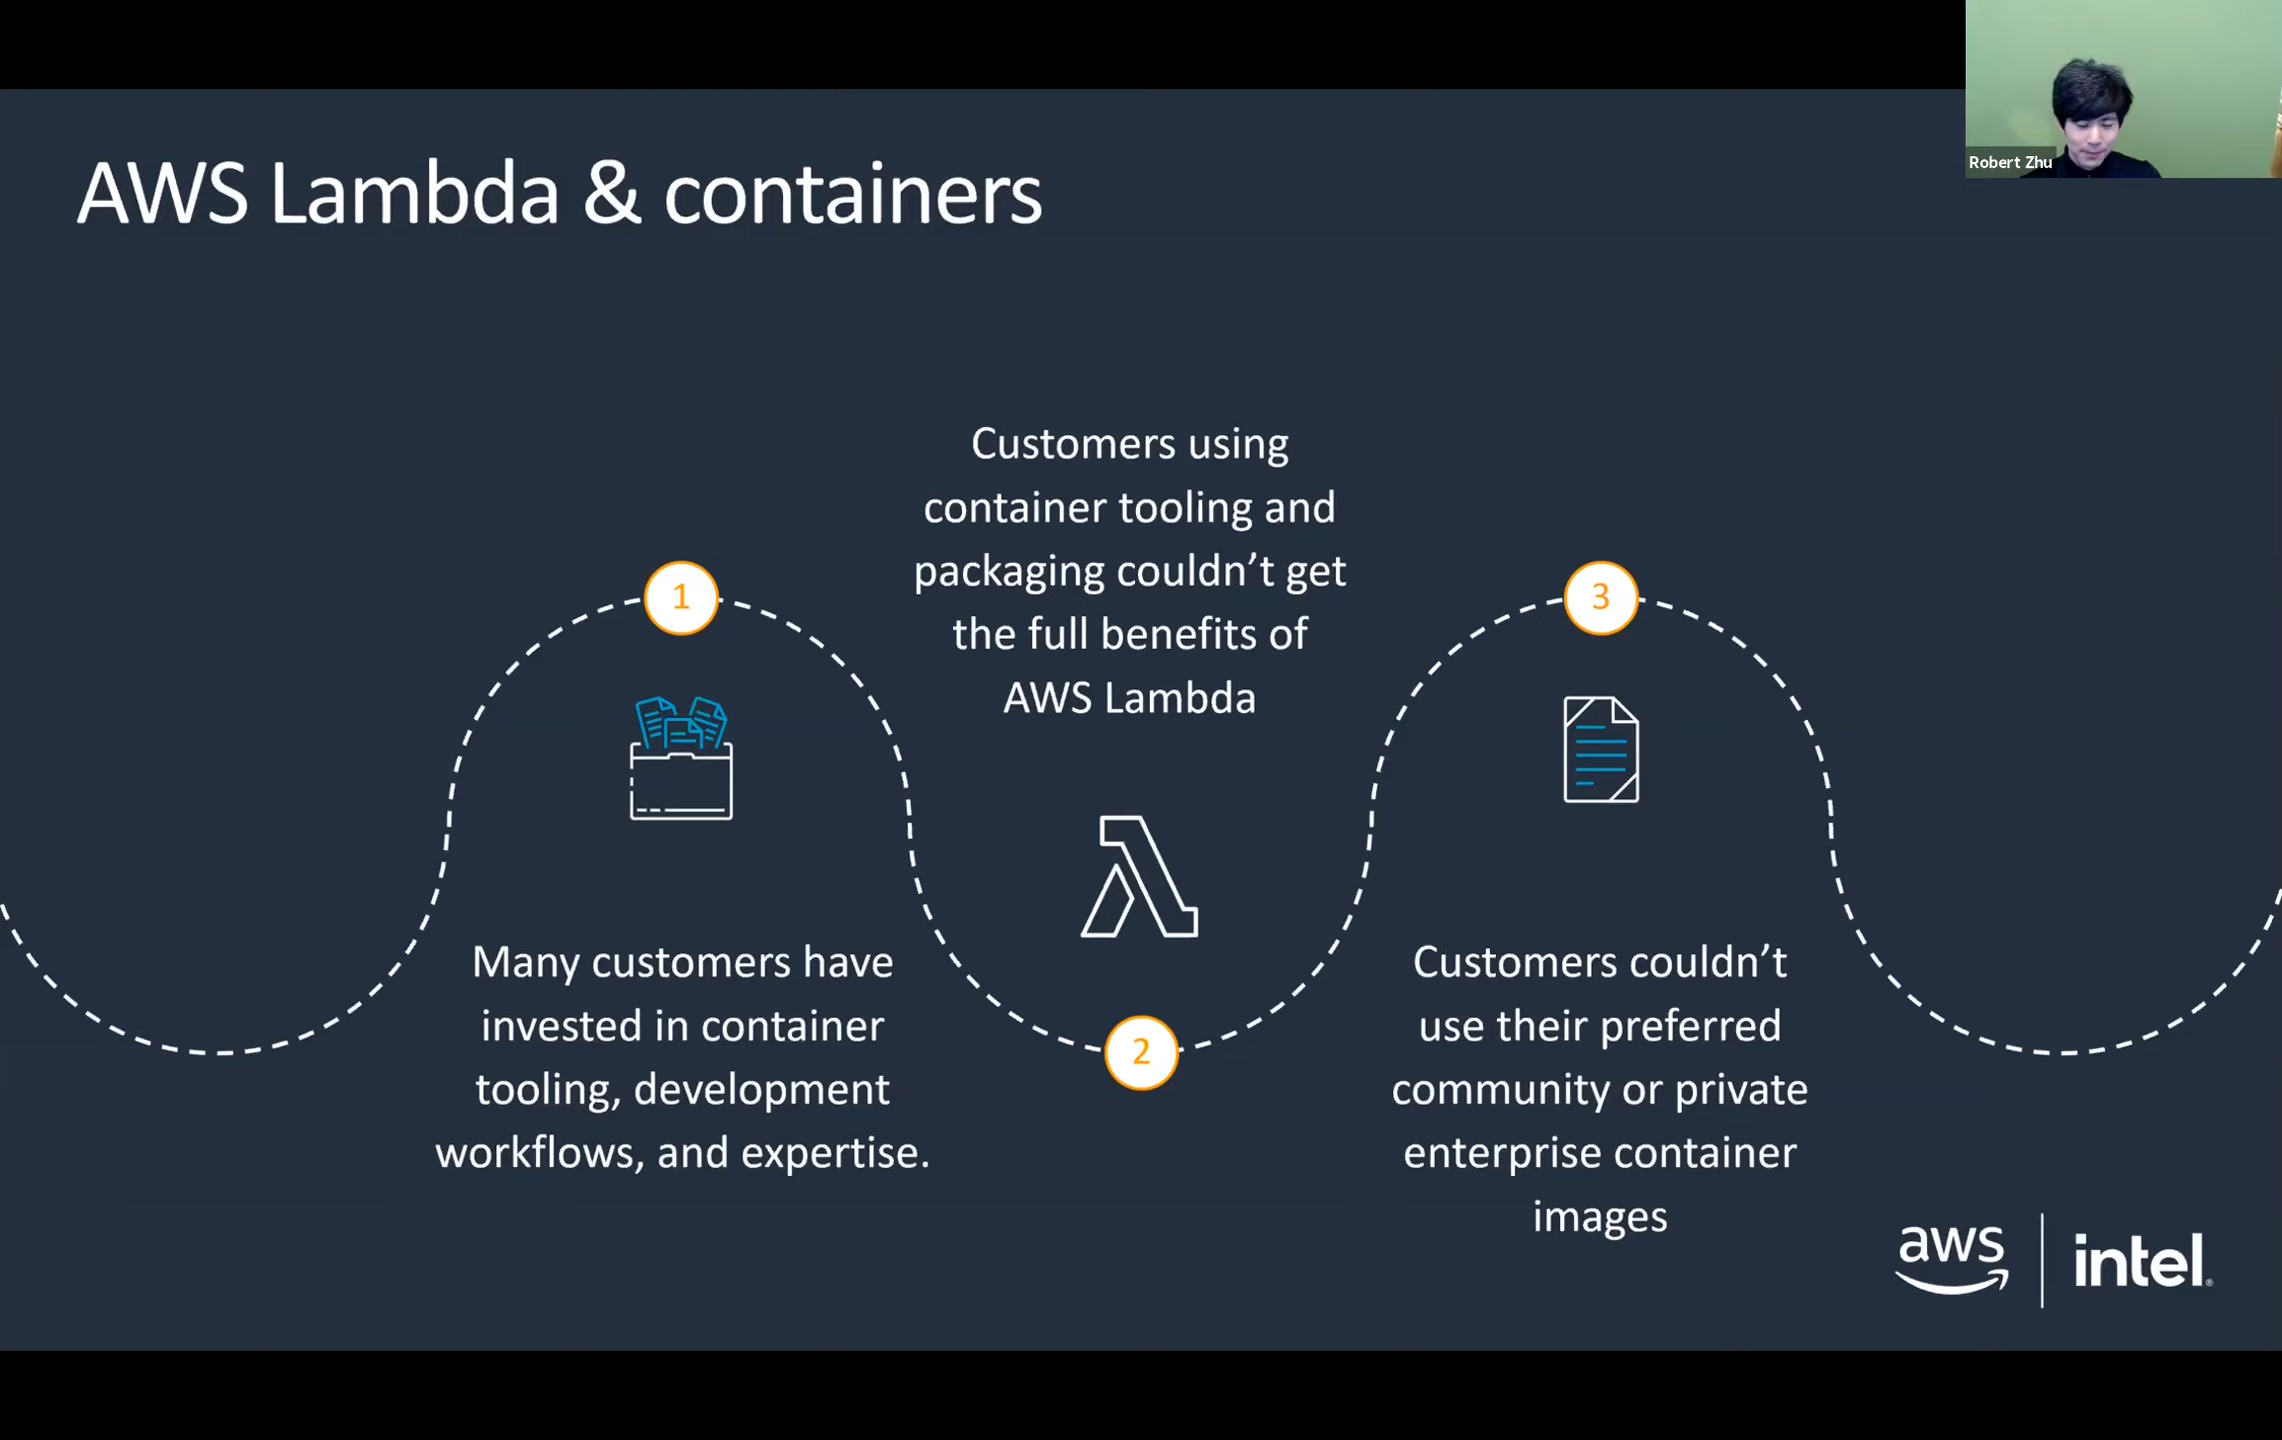 Robert Zhu
AWS Lambda & containers
1
Many customers have
invested in container
tooling, development
workflows, and expertise.
Customers using
container tooling and
packaging couldn’t get
the full benefits of
AWS Lambda
2
3
Customers couldn’t
use their preferred
community or private
enterprise container
images
aws
intel.